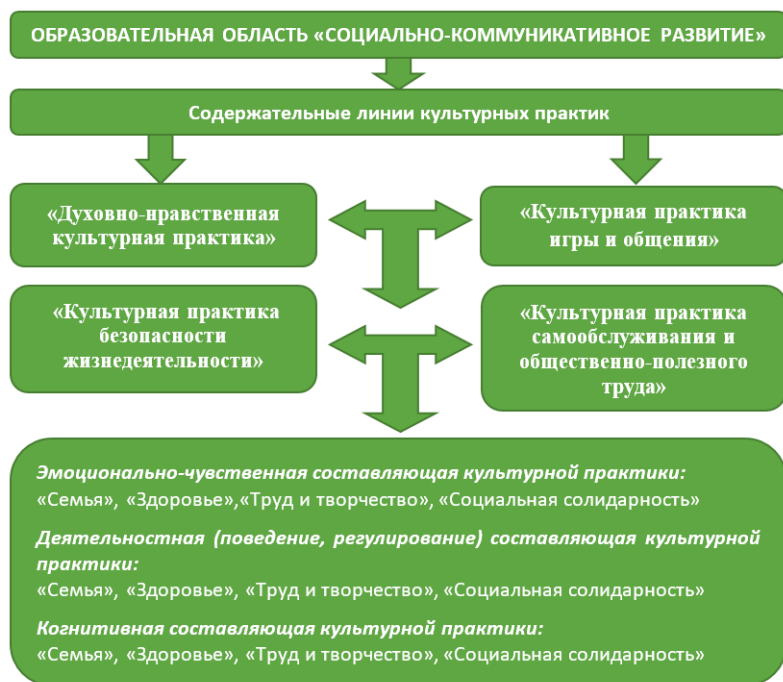 ОБРАЗОВАТЕЛЬНАЯ ОБЛАСТЬ «СОЦИАЛЬНО-КОММУНИКАТИВНОЕ РАЗВИТИЕ»
Содержательные линии культурных практик
«Духовно-нравственная
культурная практика»
«Культурная практика
игры и общения»
«Культурная практика
безопасности
жизнедеятельности»
«Культурная практика
самообслуживания и
общественно-полезного
труда»
Эмоционально-чувственная составляющая культурной практики:
«Семья», «Здоровье»,«Труд и творчество», «Социальная солидарность»
Деятельностная (поведение, регулирование) составляющая культурной
практики:
«Семья», «Здоровье», «Труд и творчество», «Социальная солидарность»
Когнитивная составляющая культурной практики:
«Семья», «Здоровье», «Труд и творчество», «Социальная солидарность»